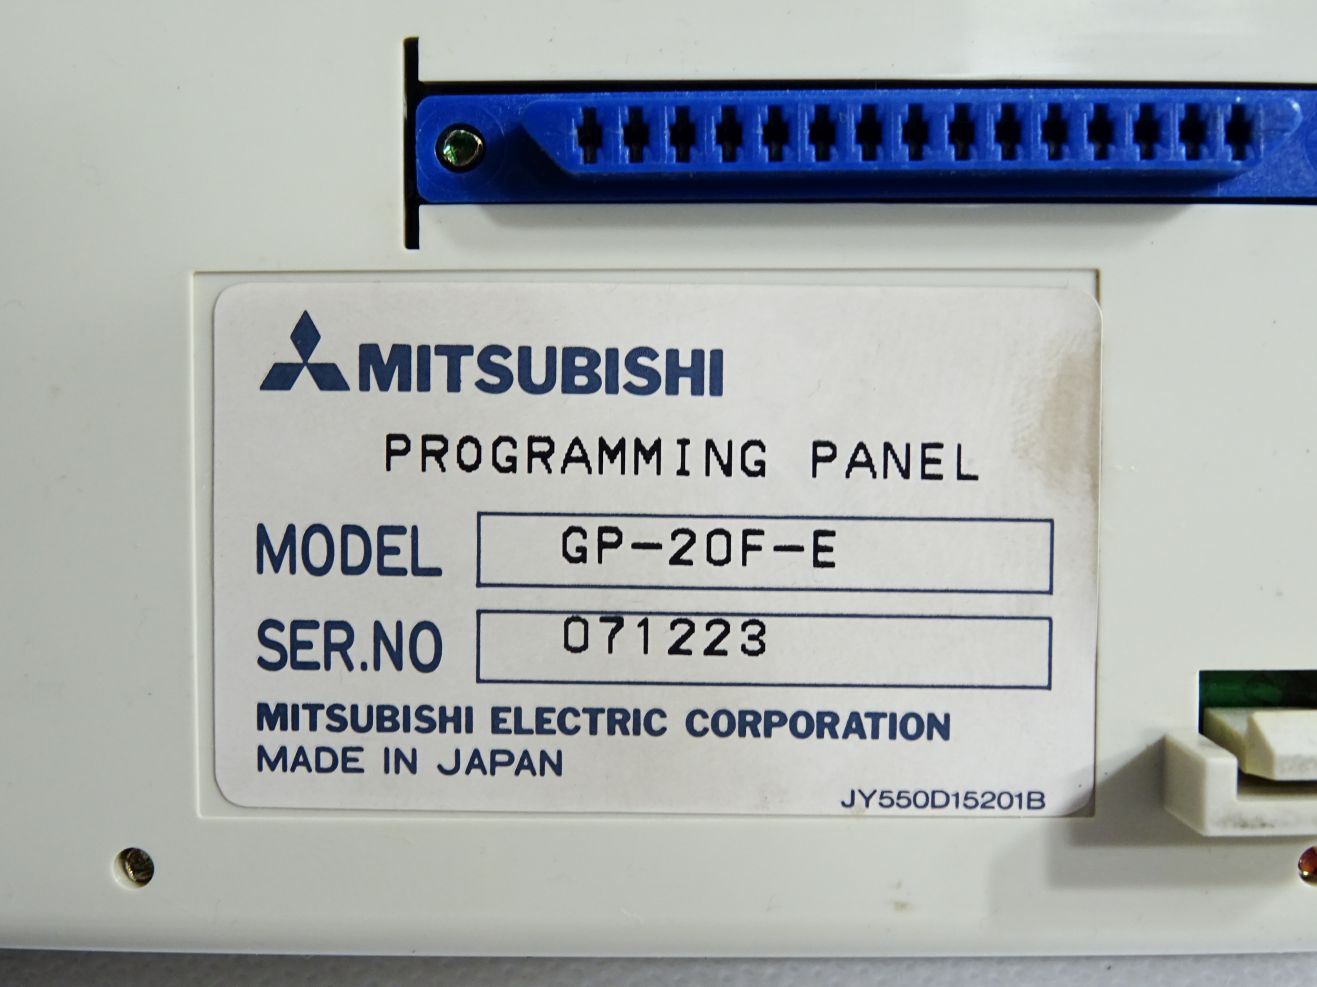 MITSUBISHI
PROGRAMMING PANEL
MODEL GP-20F-E
SER.NO 071223
MITSUBISHI ELECTRIC CORPORATION
MADE IN JAPAN
JY550D15201B